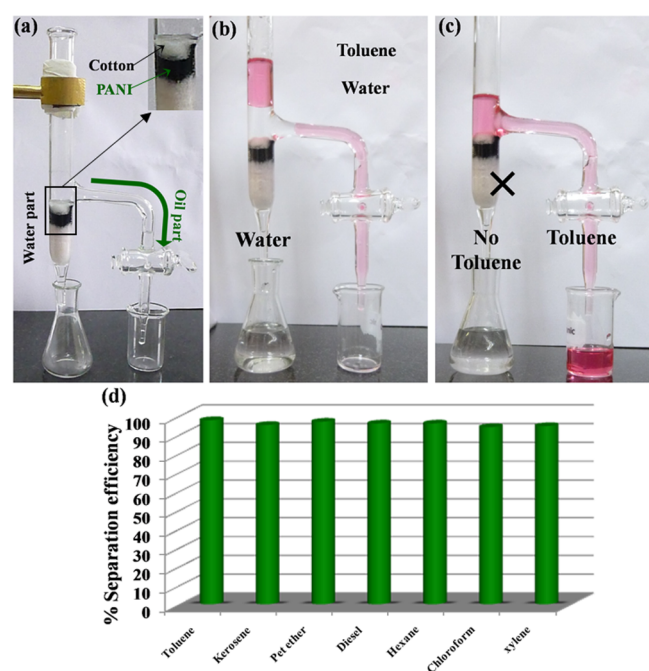 (a)
Cotton
PANI
Water part
Oil part
(b)
Toluene
Water
Water
(c)
No
Toluene
Toluene
(d)
% Separation efficiency
100
90
80
70
60
50
40
30
20
10
0
Toluene
Kerosene
Pet ether
Diesel
Hexane
Chloroform
xylene